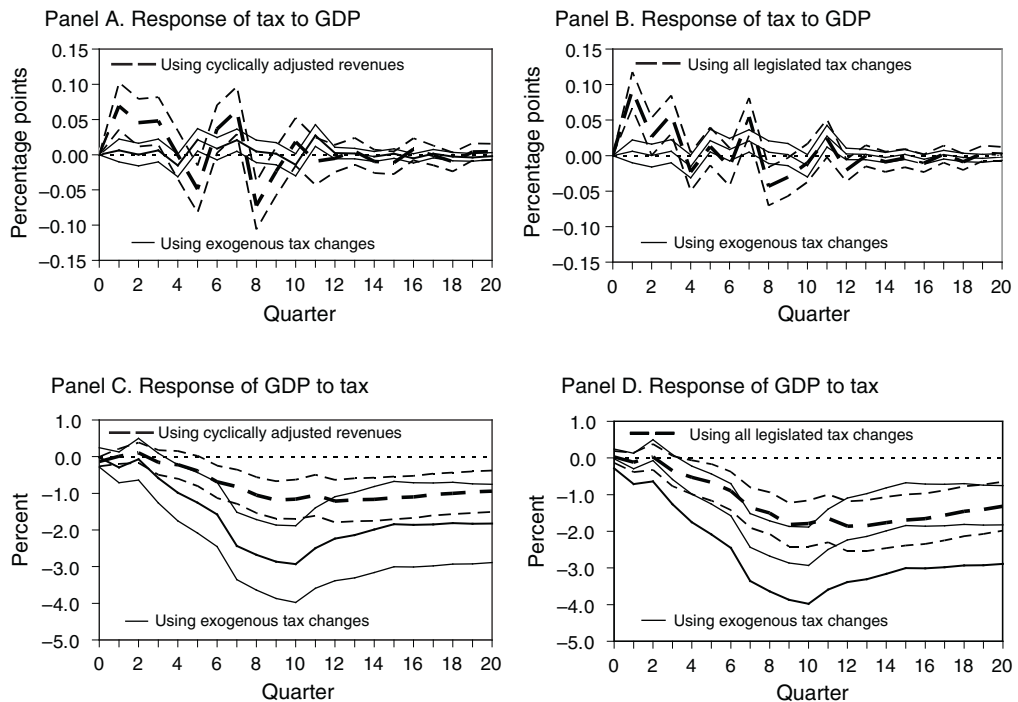 Panel A. Response of tax to GDP
Percentage points
0.15
0.10
0.05
0.00
−0.05
−0.10
−0.15
Using cyclically adjusted revenues
Using exogenous tax changes
0 2 4 6 8 10 12 14 16 18 20
Quarter
Panel B. Response of tax to GDP
Percentage points
0.15
0.10
0.05
0.00
−0.05
−0.10
−0.15
Using all legislated tax changes
Using exogenous tax changes
0 2 4 6 8 10 12 14 16 18 20
Quarter
Panel C. Response of GDP to tax
Percent
1.0
0.0
−1.0
−2.0
−3.0
−4.0
−5.0
Using cyclically adjusted revenues
Using exogenous tax changes
0 2 4 6 8 10 12 14 16 18 20
Quarter
Panel D. Response of GDP to tax
Percent
1.0
0.0
−1.0
−2.0
−3.0
−4.0
−5.0
Using all legislated tax changes
Using exogenous tax changes
0 2 4 6 8 10 12 14 16 18 20
Quarter